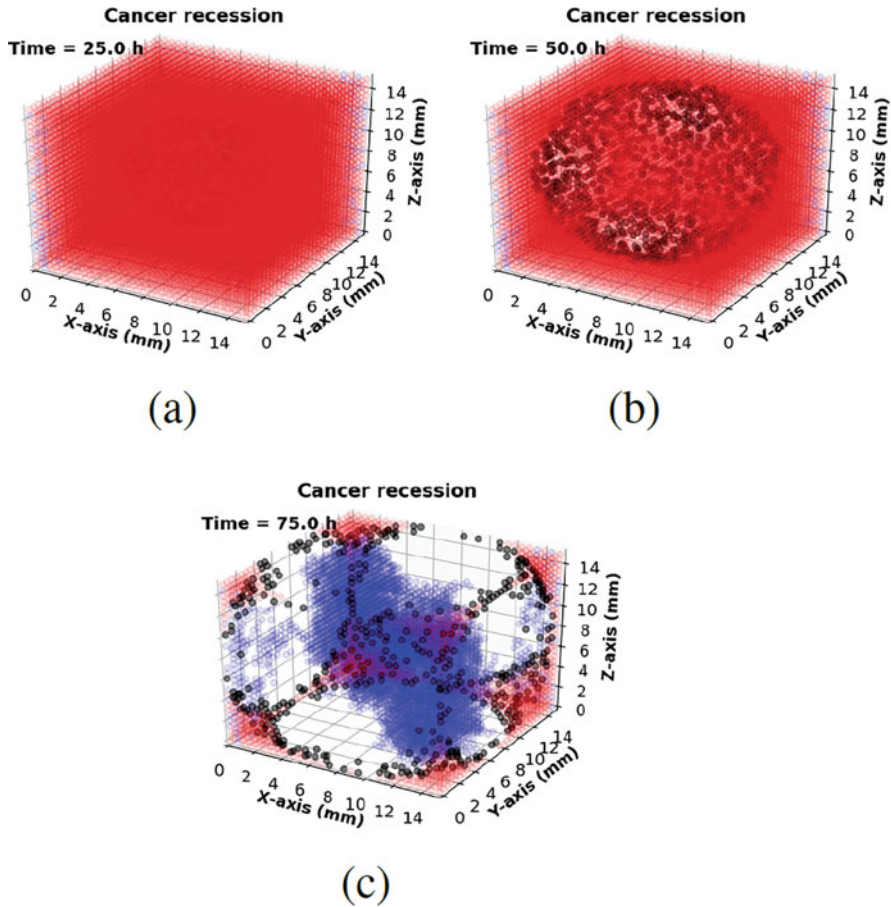 Cancer recession
Time = 25.0 h
14
12
10
8
6
4
2
0
Z-axis (mm)
0 2 4 6 8 10 12 14
X-axis (mm)
0 2 4 6 8 10 12 14
Y-axis (mm)
(a)
Cancer recession
Time = 50.0 h
14
12
10
8
6
4
2
0
Z-axis (mm)
0 2 4 6 8 10 12 14
X-axis (mm)
0 2 4 6 8 10 12 14
Y-axis (mm)
(b)
Cancer recession
Time = 75.0 h
14
12
10
8
6
4
2
0
Z-axis (mm)
0 2 4 6 8 10 12 14
X-axis (mm)
0 2 4 6 8 10 12 14
Y-axis (mm)
(c)